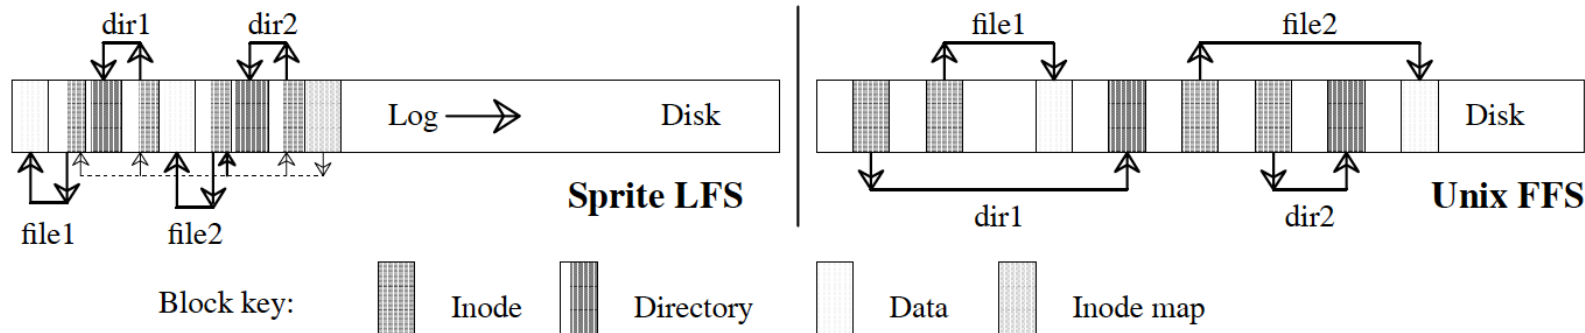 dir1 dir2
file1 file2
Log Disk
Disk
Sprite LFS
Unix FFS
file1 file2
dir1 dir2
Block key: Inode Directory Data Inode map